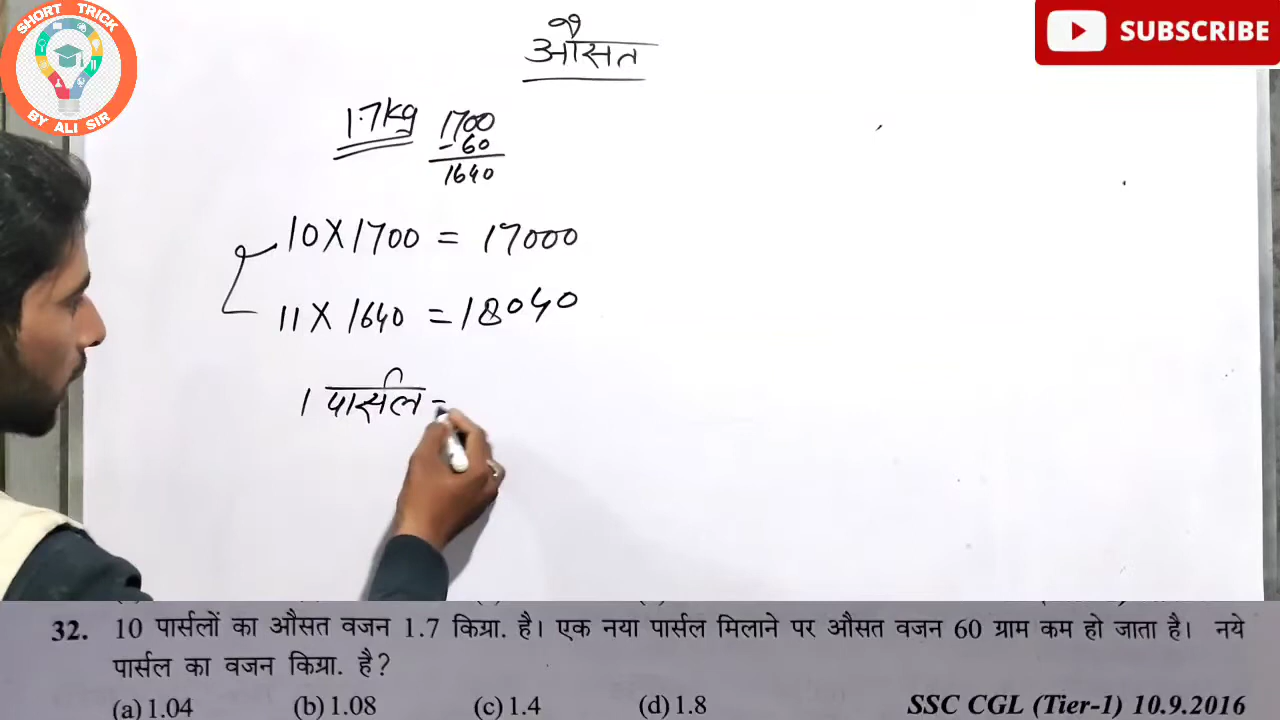 SHORT TRICK
BY ALI SIR
SUBSCRIBE
औसत
1.7kg
1700
-60
1640
10 X 1700 = 17000
11 X 1640 = 18040
1 पार्सल =
32. 10 पार्सलों का औसत वजन 1.7 किग्रा. है। एक नया पार्सल मिलाने पर औसत वजन 60 ग्राम कम हो जाता है। नये
पार्सल का वजन किग्रा. है?
(a) 1.04 (b) 1.08 (c) 1.4 (d) 1.8 SSC CGL (Tier-1) 10.9.2016